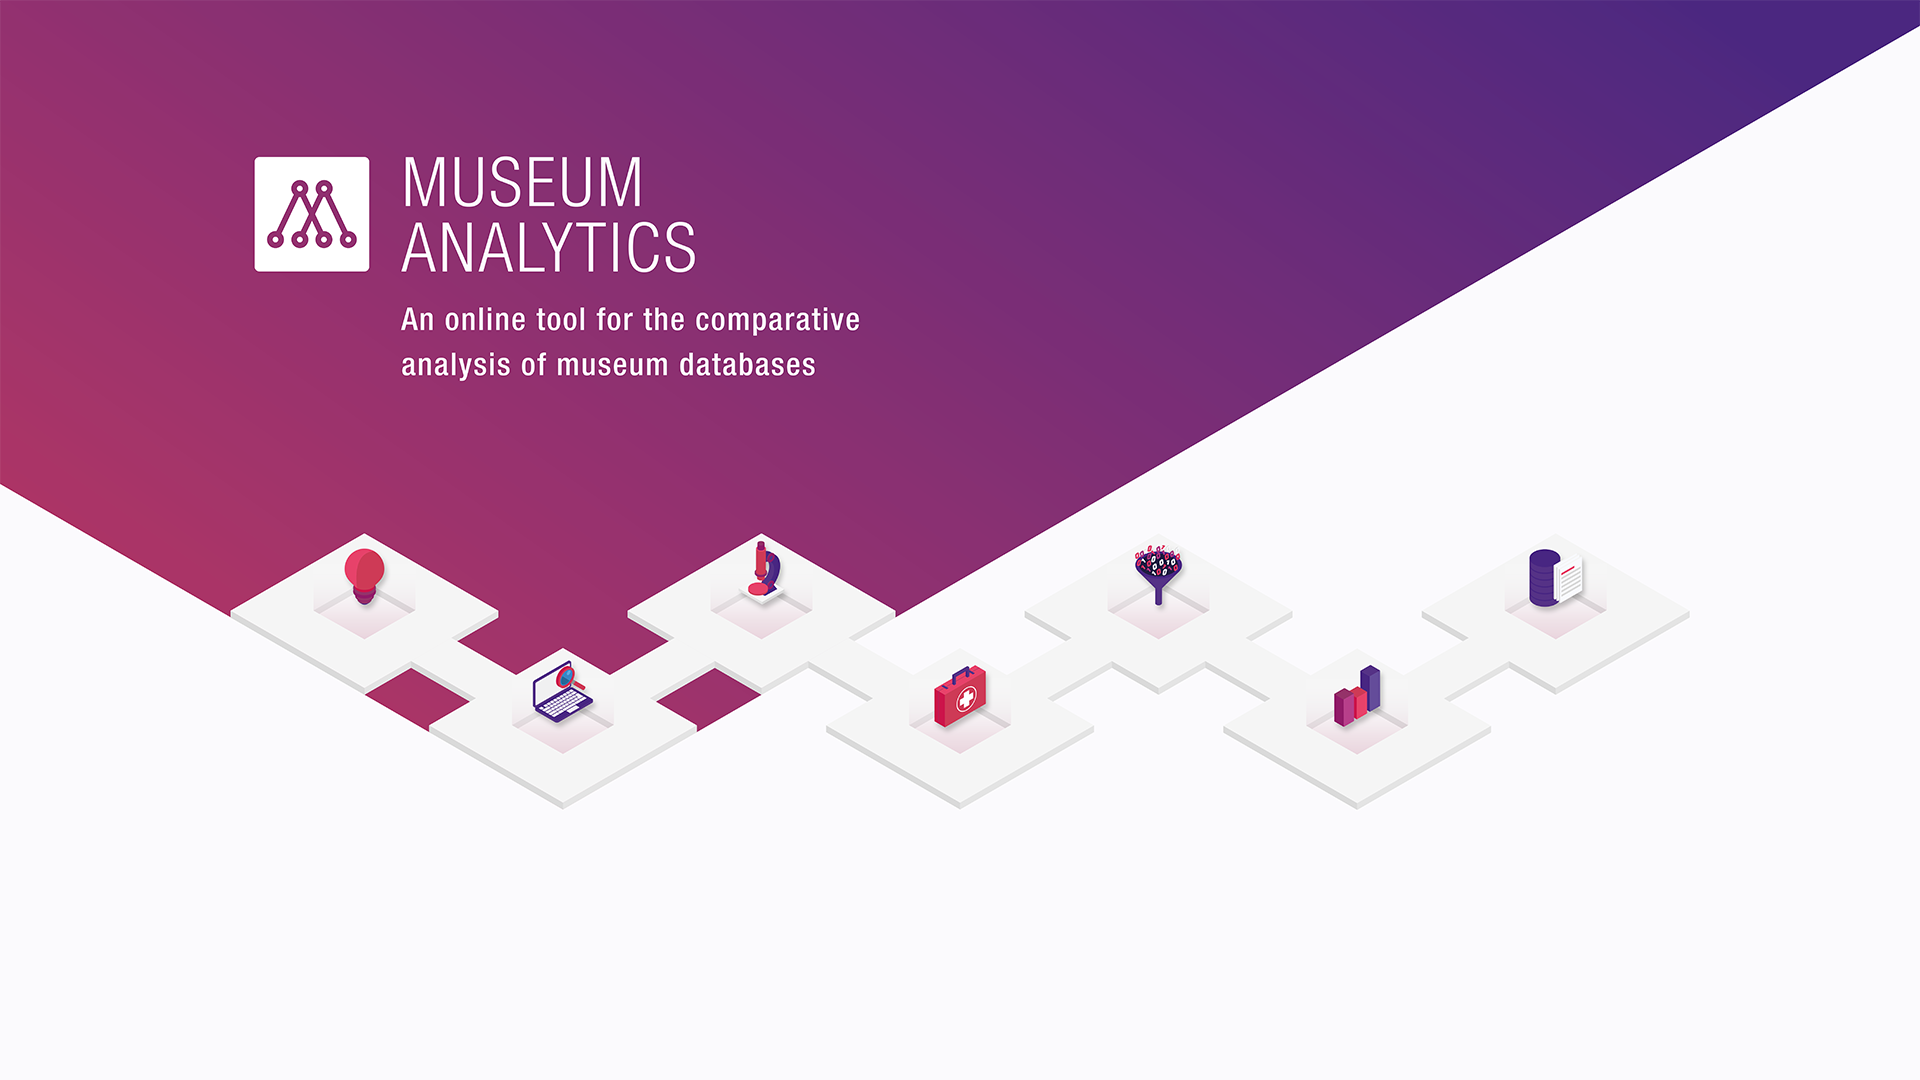 MUSEUM
ANALYTICS
An online tool for the comparative
analysis of museum databases